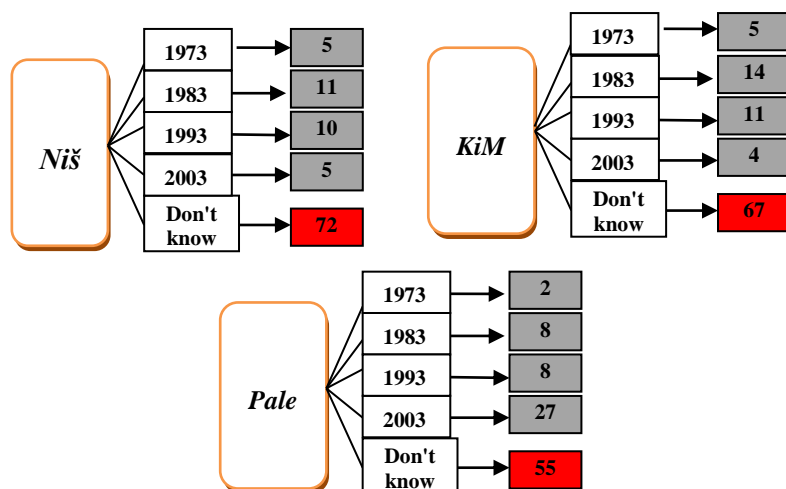 Niš
1973 5
1983 11
1993 10
2003 5
Don't
know 72
KiM
1973 5
1983 14
1993 11
2003 4
Don't
know 67
Pale
1973 2
1983 8
1993 8
2003 27
Don't
know 55